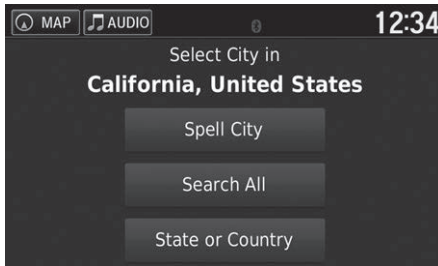 MAP AUDIO 12:34
Select City in
California, United States
Spell City
Search All
State or Country